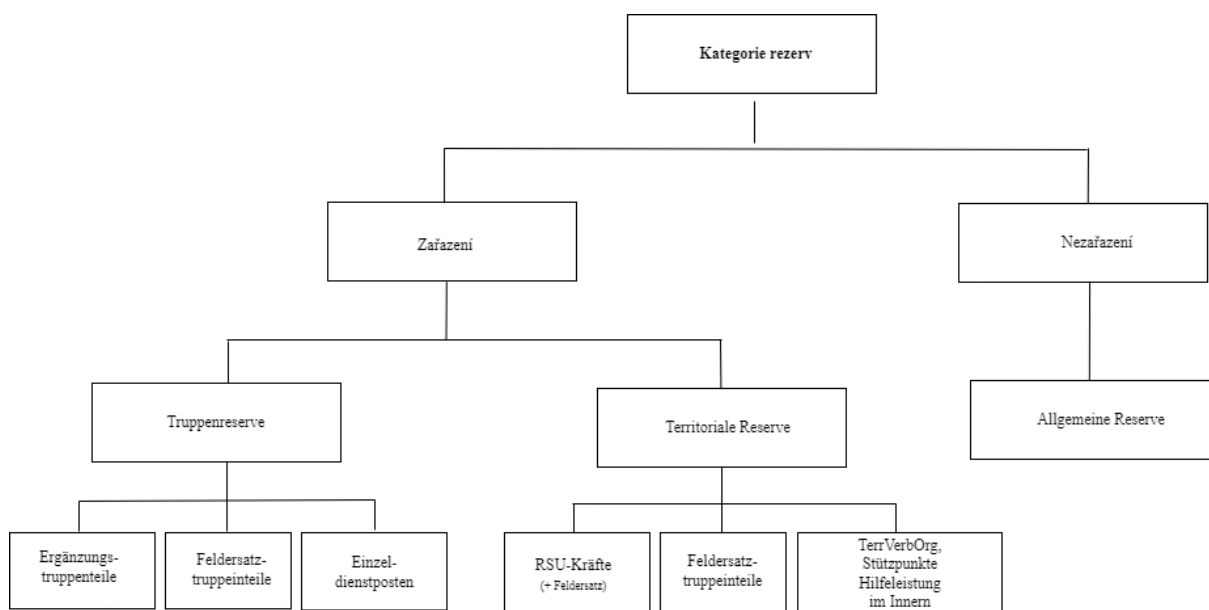 Kategorie rezerv
Zařazení
Nezařazení
Truppenreserve
Territoriale Reserve
Allgemeine Reserve
Ergänzungs-
truppenteile
Feldersatz-
truppeinteile
Einzel-
dienstposten
RSU-Kräfte
(+ Feldersatz)
Feldersatz-
truppeinteile
TerrVerbOrg,
Stützpunkte
Hilfeleistung
im Innern